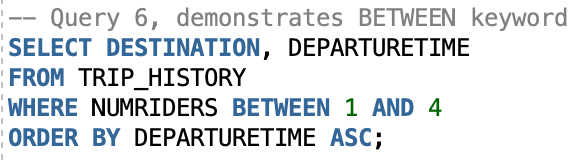 -- Query 6, demonstrates BETWEEN keyword
SELECT DESTINATION, DEPARTURETIME
FROM TRIP_HISTORY
WHERE NUMRIDERS BETWEEN 1 AND 4
ORDER BY DEPARTURETIME ASC;